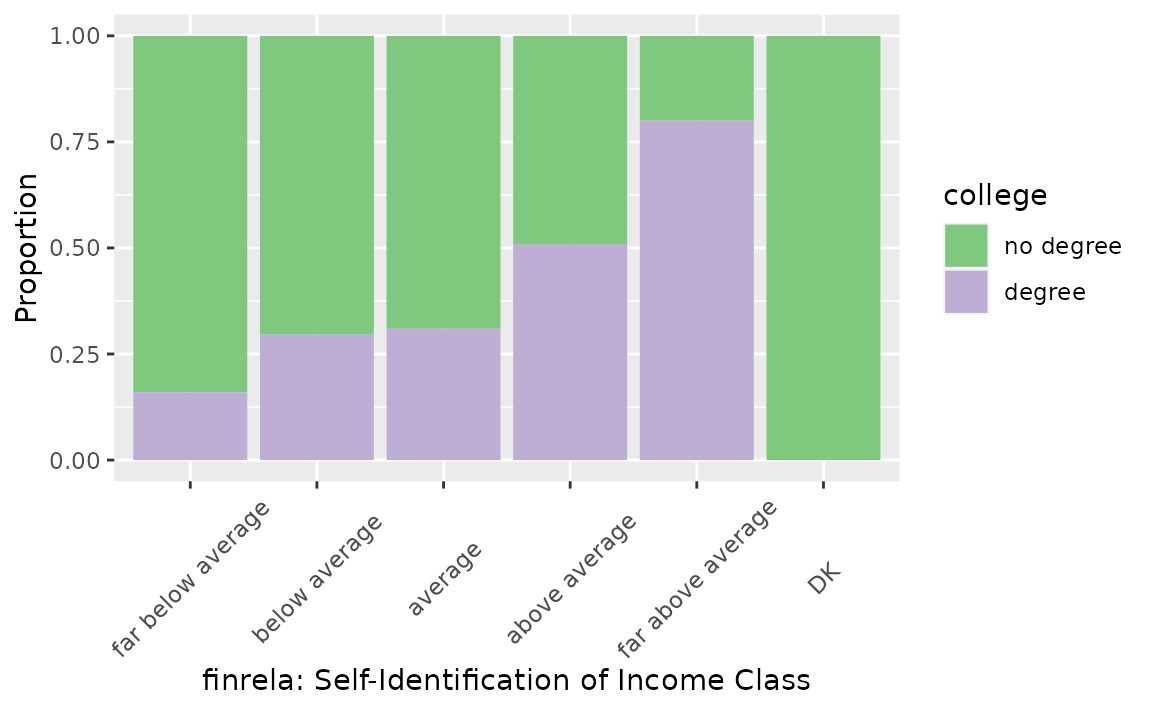 1.00
0.75
0.50
0.25
0.00
Proportion
far below average
below average
average
above average
far above average
DK
finrela: Self-Identification of Income Class
college
no degree
degree